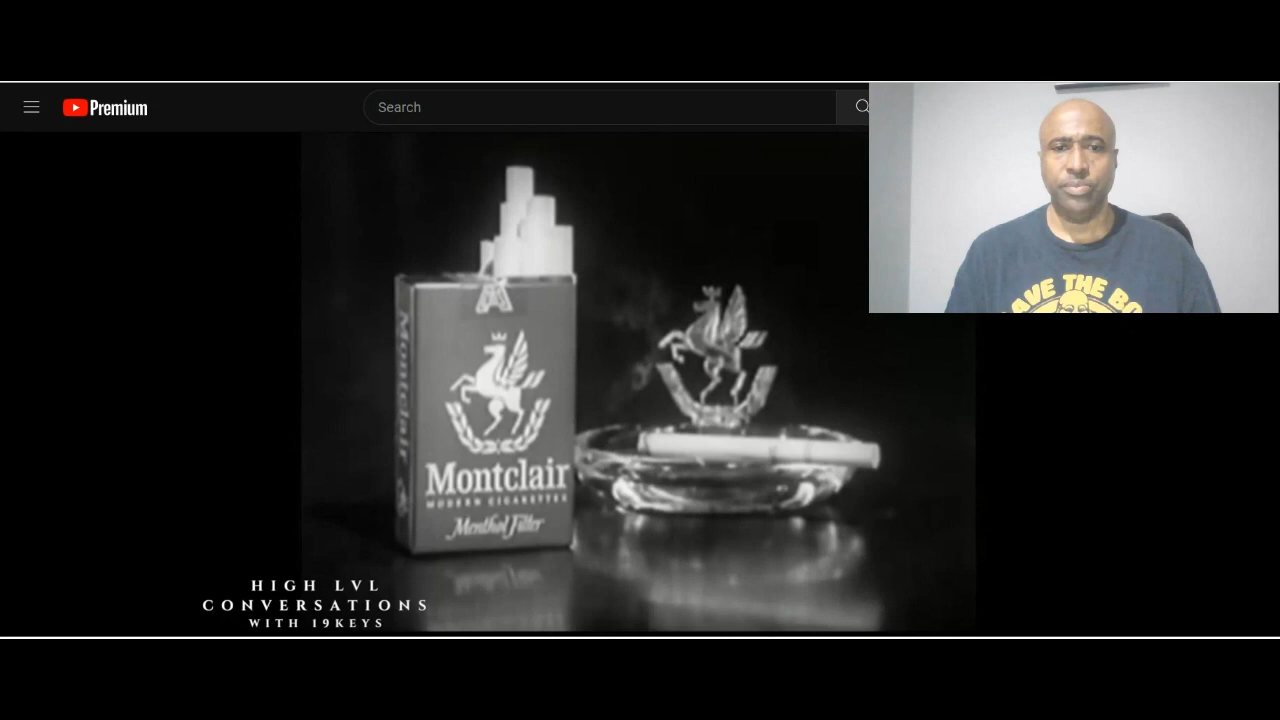 Premium
Search
AVE THE BO
Montclair
Montclair
MODERN CIGARETTES
Menthol Filter
HIGH LVL
CONVERSATIONS
WITH 19KEYS